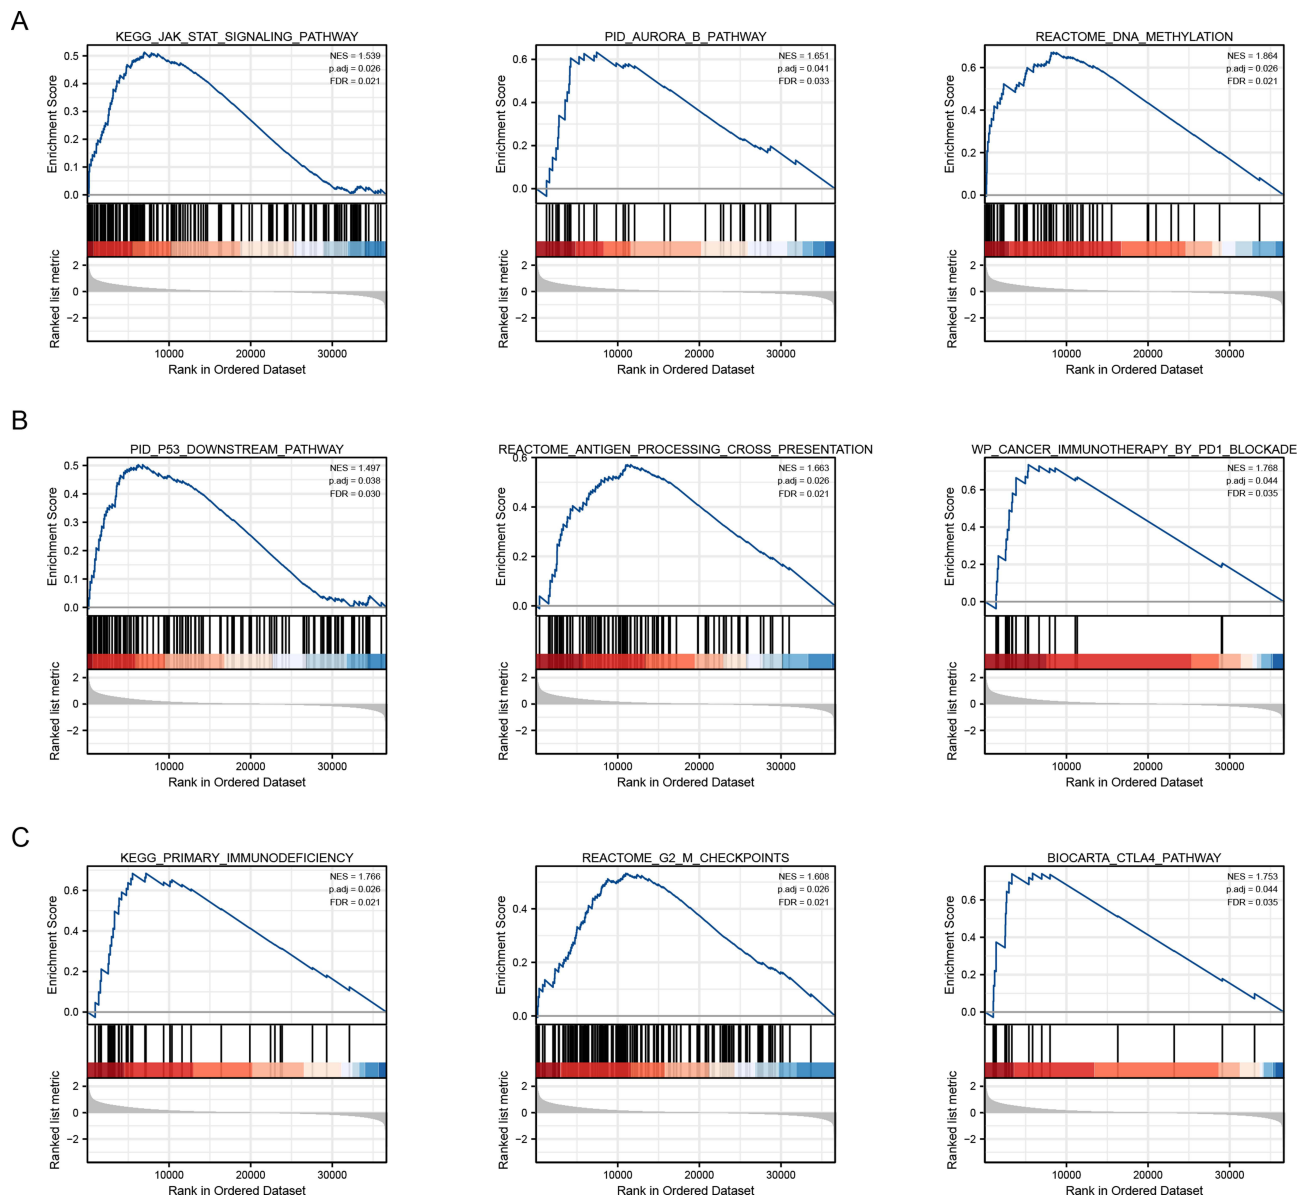 A
KEGG_JAK_STAT_SIGNALING_PATHWAY
NES = 1.539
p.adj = 0.026
FDR = 0.021
Enrichment Score
0.5
0.4
0.3
0.2
0.1
0.0
Ranked list metric
2
0
−2
10000 20000 30000
Rank in Ordered Dataset
PID_AURORA_B_PATHWAY
NES = 1.651
p.adj = 0.041
FDR = 0.033
Enrichment Score
0.6
0.4
0.2
0.0
Ranked list metric
2
0
−2
10000 20000 30000
Rank in Ordered Dataset
REACTOME_DNA_METHYLATION
NES = 1.864
p.adj = 0.026
FDR = 0.021
Enrichment Score
0.6
0.4
0.2
0.0
Ranked list metric
2
0
−2
10000 20000 30000
Rank in Ordered Dataset
B
PID_P53_DOWNSTREAM_PATHWAY
NES = 1.497
p.adj = 0.038
FDR = 0.030
Enrichment Score
0.5
0.4
0.3
0.2
0.1
0.0
Ranked list metric
2
0
−2
10000 20000 30000
Rank in Ordered Dataset
REACTOME_ANTIGEN_PROCESSING_CROSS_PRESENTATION
NES = 1.663
p.adj = 0.026
FDR = 0.021
Enrichment Score
0.6
0.4
0.2
0.0
Ranked list metric
2
0
−2
10000 20000 30000
Rank in Ordered Dataset
WP_CANCER_IMMUNOTHERAPY_BY_PD1_BLOCKADE
NES = 1.768
p.adj = 0.044
FDR = 0.035
Enrichment Score
0.6
0.4
0.2
0.0
Ranked list metric
2
0
−2
10000 20000 30000
Rank in Ordered Dataset
C
KEGG_PRIMARY_IMMUNODEFICIENCY
NES = 1.766
p.adj = 0.026
FDR = 0.021
Enrichment Score
0.6
0.4
0.2
0.0
Ranked list metric
2
0
−2
10000 20000 30000
Rank in Ordered Dataset
REACTOME_G2_M_CHECKPOINTS
NES = 1.608
p.adj = 0.026
FDR = 0.021
Enrichment Score
0.4
0.2
0.0
Ranked list metric
2
0
−2
10000 20000 30000
Rank in Ordered Dataset
BIOCARTA_CTLA4_PATHWAY
NES = 1.753
p.adj = 0.044
FDR = 0.035
Enrichment Score
0.6
0.4
0.2
0.0
Ranked list metric
2
0
−2
10000 20000 30000
Rank in Ordered Dataset